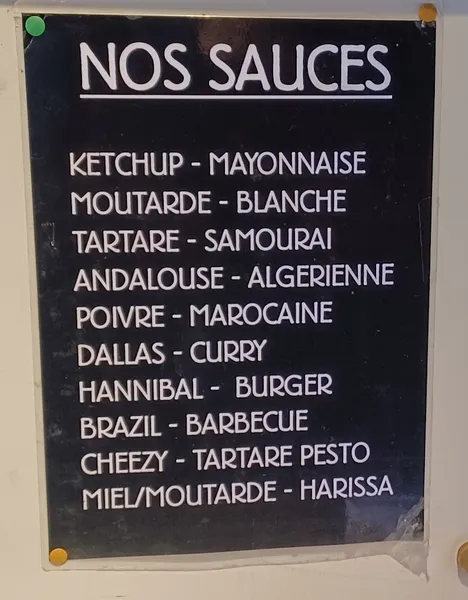 NOS SAUCES
KETCHUP - MAYONNAISE
MOUTARDE - BLANCHE
TARTARE - SAMOURAI
ANDALOUSE - ALGERIENNE
POIVRE - MAROCAINE
DALLAS - CURRY
HANNIBAL - BURGER
BRAZIL - BARBECUE
CHEEZY - TARTARE PESTO
MIEL/MOUTARDE - HARISSA